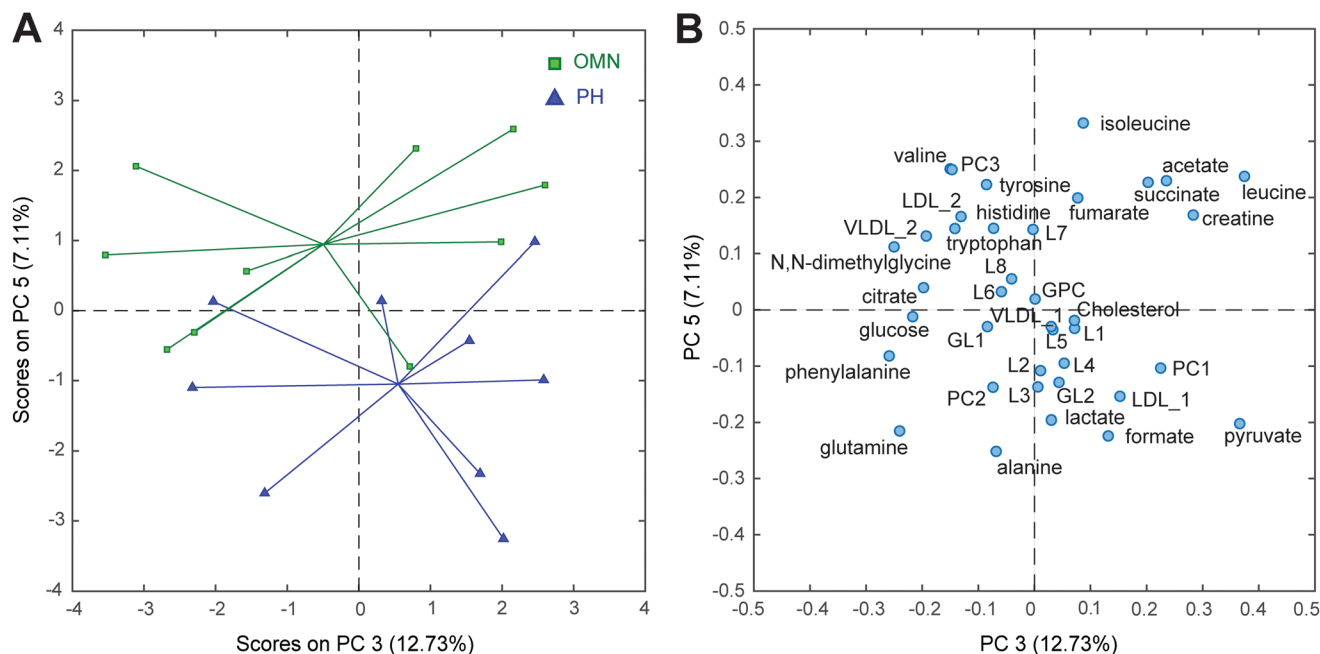 A
4
3
2
1
0
-1
-2
-3
-4
-4
-3
-2
-1
0
1
2
3
4
Scores on PC 5 (7.11%)
Scores on PC 3 (12.73%)
OMN
PH
B
0.5
0.4
0.3
0.2
0.1
0
-0.1
-0.2
-0.3
-0.4
-0.5
-0.5
-0.4
-0.3
-0.2
-0.1
0
0.1
0.2
0.3
0.4
0.5
PC 5 (7.11%)
PC 3 (12.73%)
isoleucine
valine
PC3
acetate
tyrosine
succinate
leucine
LDL_2
histidine
fumarate
creatine
VLDL_2
tryptophan
L7
N,N-dimethylglycine
L8
citrate
L6
GPC
Cholesterol
glucose
VLDL_1
GL1
L5
L1
phenylalanine
L2
L4
PC1
PC2
L3
GL2
LDL_1
lactate
glutamine
formate
pyruvate
alanine